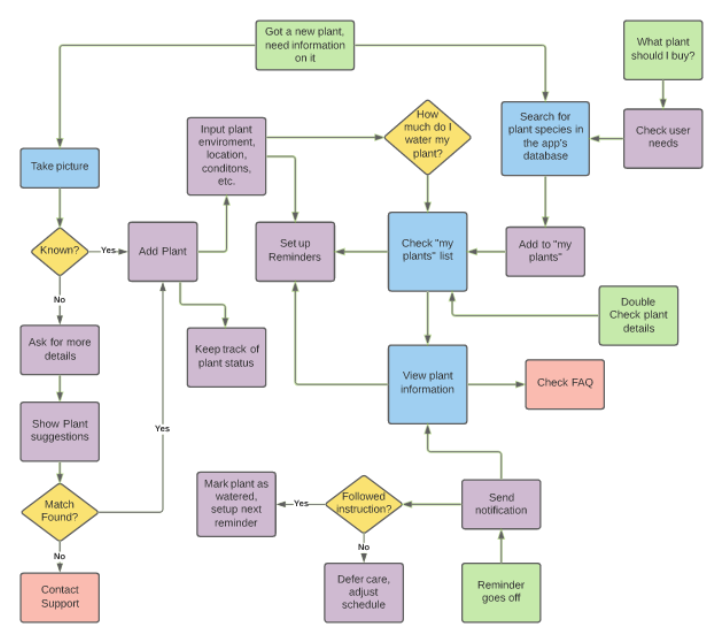 Got a new plant,
need information
on it
What plant
should I buy?
How
much do I
water my
plant?
Search for
plant species in
the app's
database
Check user
needs
Input plant
enviroment,
location,
conditons,
etc.
Take picture
Known?
Yes
Add Plant
Set up
Reminders
Check "my
plants" list
Add to "my
plants"
No
Double
Check plant
details
Ask for more
details
Keep track of
plant status
View plant
information
Check FAQ
Show Plant
suggestions
Yes
Match
Found?
Mark plant as
watered,
setup next
reminder
Yes
Followed
instruction?
Send
notification
No
No
Contact
Support
Defer care,
adjust
schedule
Reminder
goes off